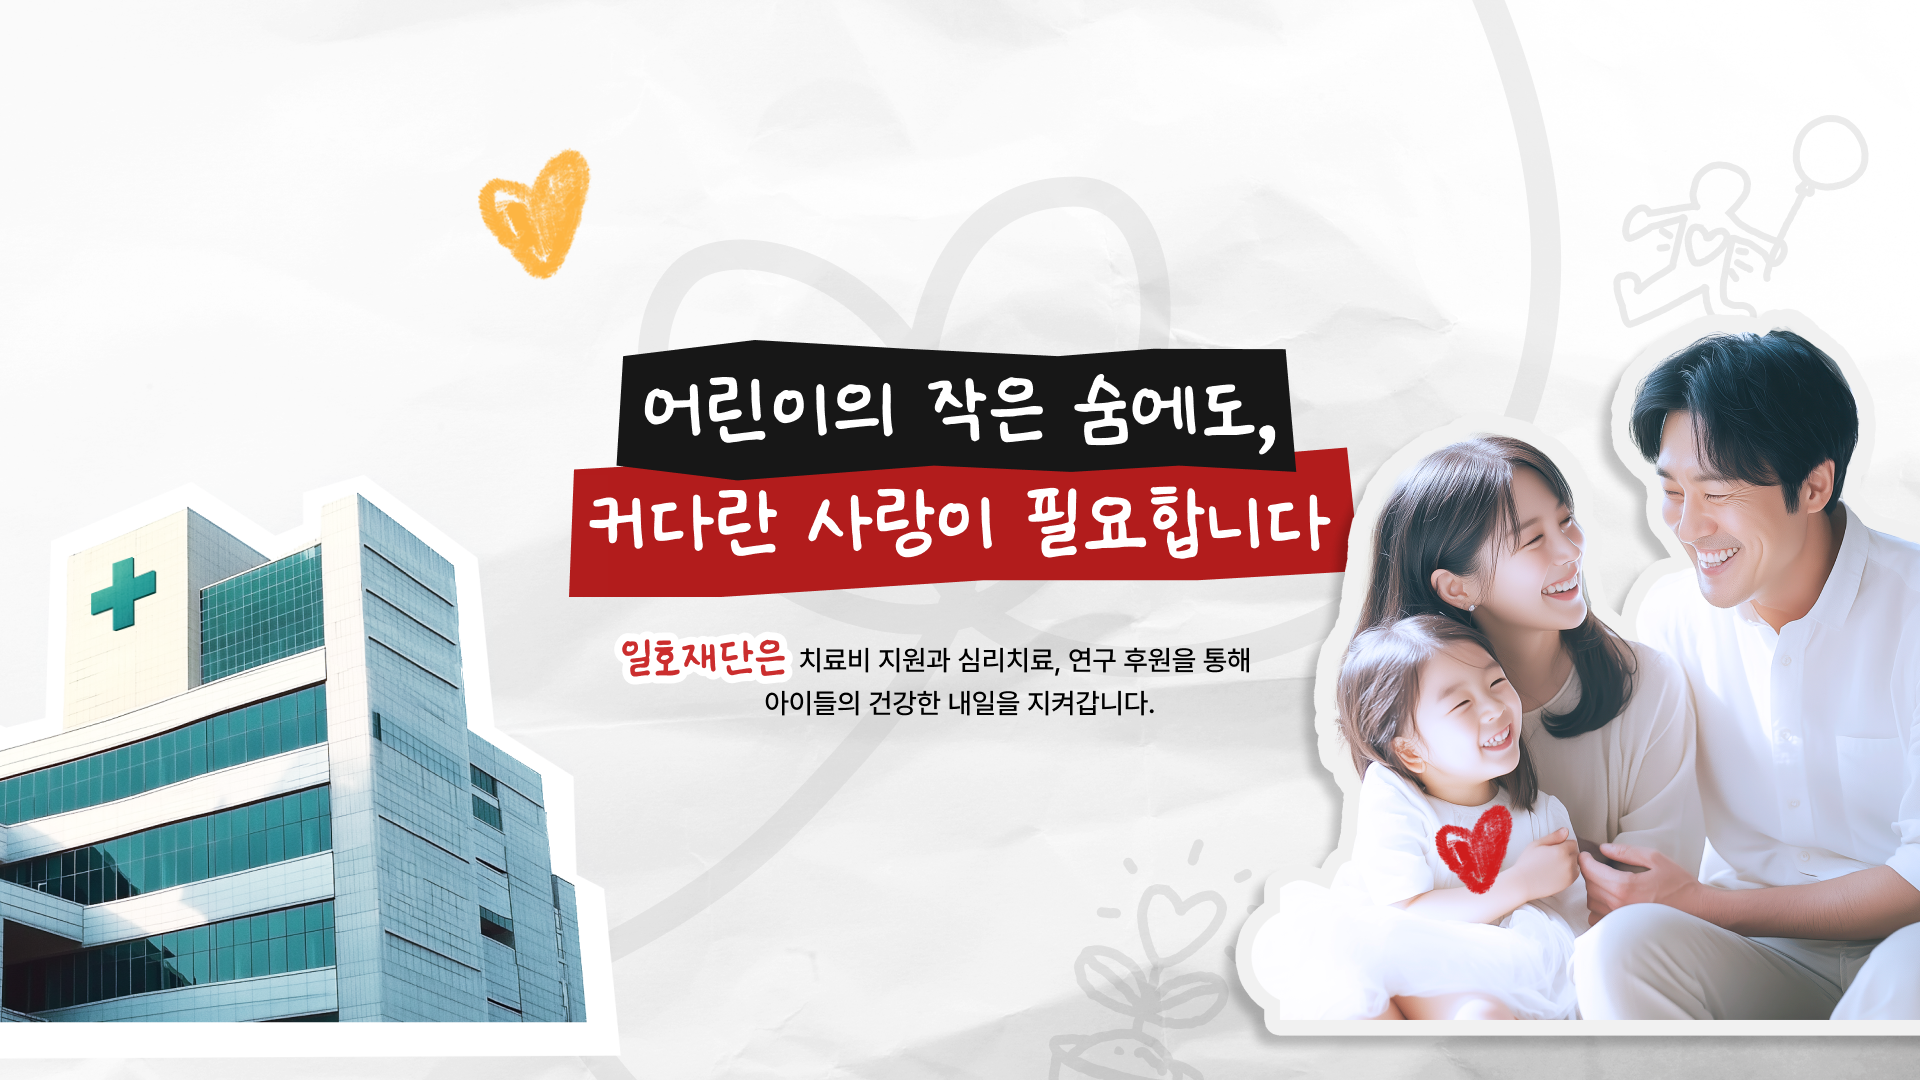 어린이의 작은 숨에도,
커다란 사랑이 필요합니다
일호재단은 치료비 지원과 심리치료, 연구 후원을 통해
아이들의 건강한 내일을 지켜갑니다.